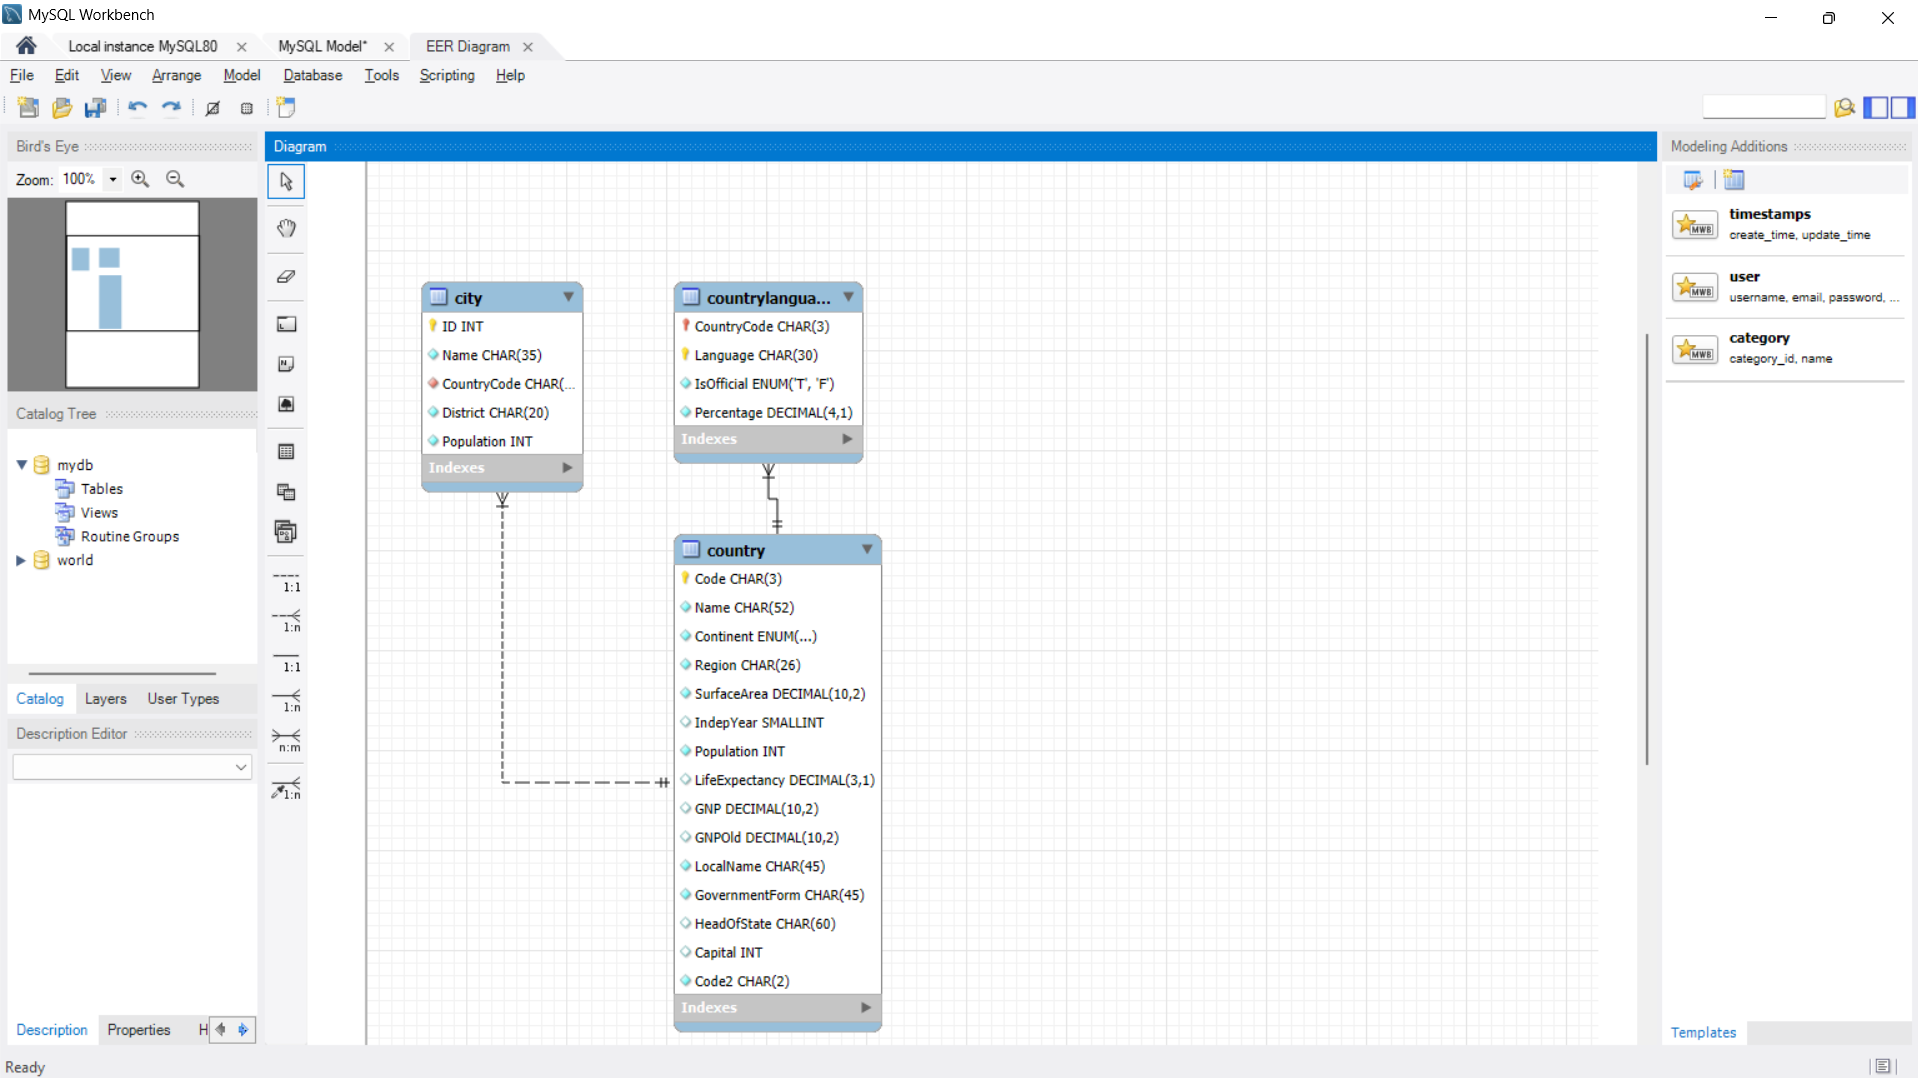 MySQL Workbench
Local instance MySQL80
MySQL Model*
EER Diagram
File Edit View Arrange Model Database Tools Scripting Help
Bird's Eye
Zoom: 100%
Catalog Tree
mydb
Tables
Views
Routine Groups
world
Catalog Layers User Types
Description Editor
Description Properties H
Ready
Diagram
1:1
1:n
1:1
1:n
n:m
1:n
city
ID INT
Name CHAR(35)
CountryCode CHAR(...
District CHAR(20)
Population INT
Indexes
countrylangua...
CountryCode CHAR(3)
Language CHAR(30)
IsOfficial ENUM('T', 'F')
Percentage DECIMAL(4,1)
Indexes
country
Code CHAR(3)
Name CHAR(52)
Continent ENUM(...)
Region CHAR(26)
SurfaceArea DECIMAL(10,2)
IndepYear SMALLINT
Population INT
LifeExpectancy DECIMAL(3,1)
GNP DECIMAL(10,2)
GNPOld DECIMAL(10,2)
LocalName CHAR(45)
GovernmentForm CHAR(45)
HeadOfState CHAR(60)
Capital INT
Code2 CHAR(2)
Indexes
Modeling Additions
MWB
timestamps
create_time, update_time
MWB
user
username, email, password, ...
MWB
category
category_id, name
Templates